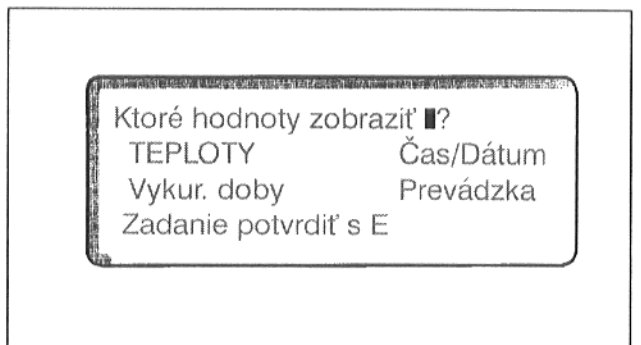 Ktoré hodnoty zobraziť ▮?
TEPLOTY Čas/Dátum
Vykur. doby Prevádzka
Zadanie potvrdiť s E